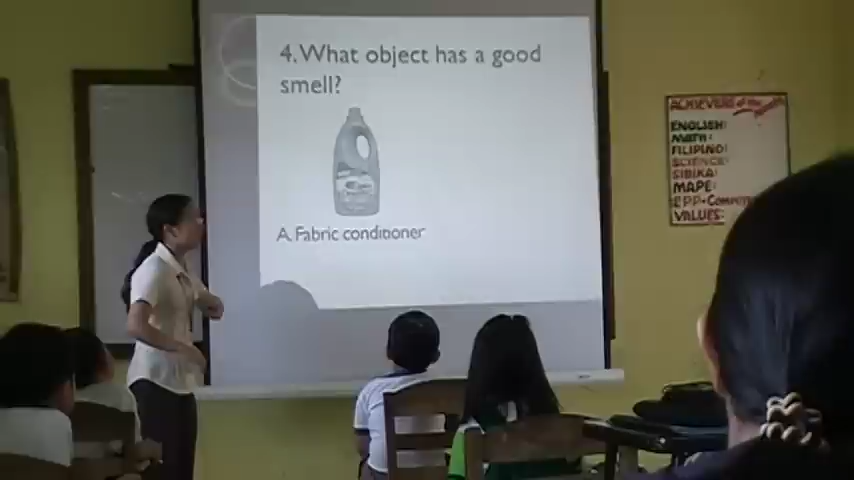 4. What object has a good
smell?
A. Fabric conditioner
ACHIEVERS of the
ENGLISH:
MATH:
FILIPINO:
SCIENCE:
SIBIKA:
MAPE:
EPP-Compute
VALUES: